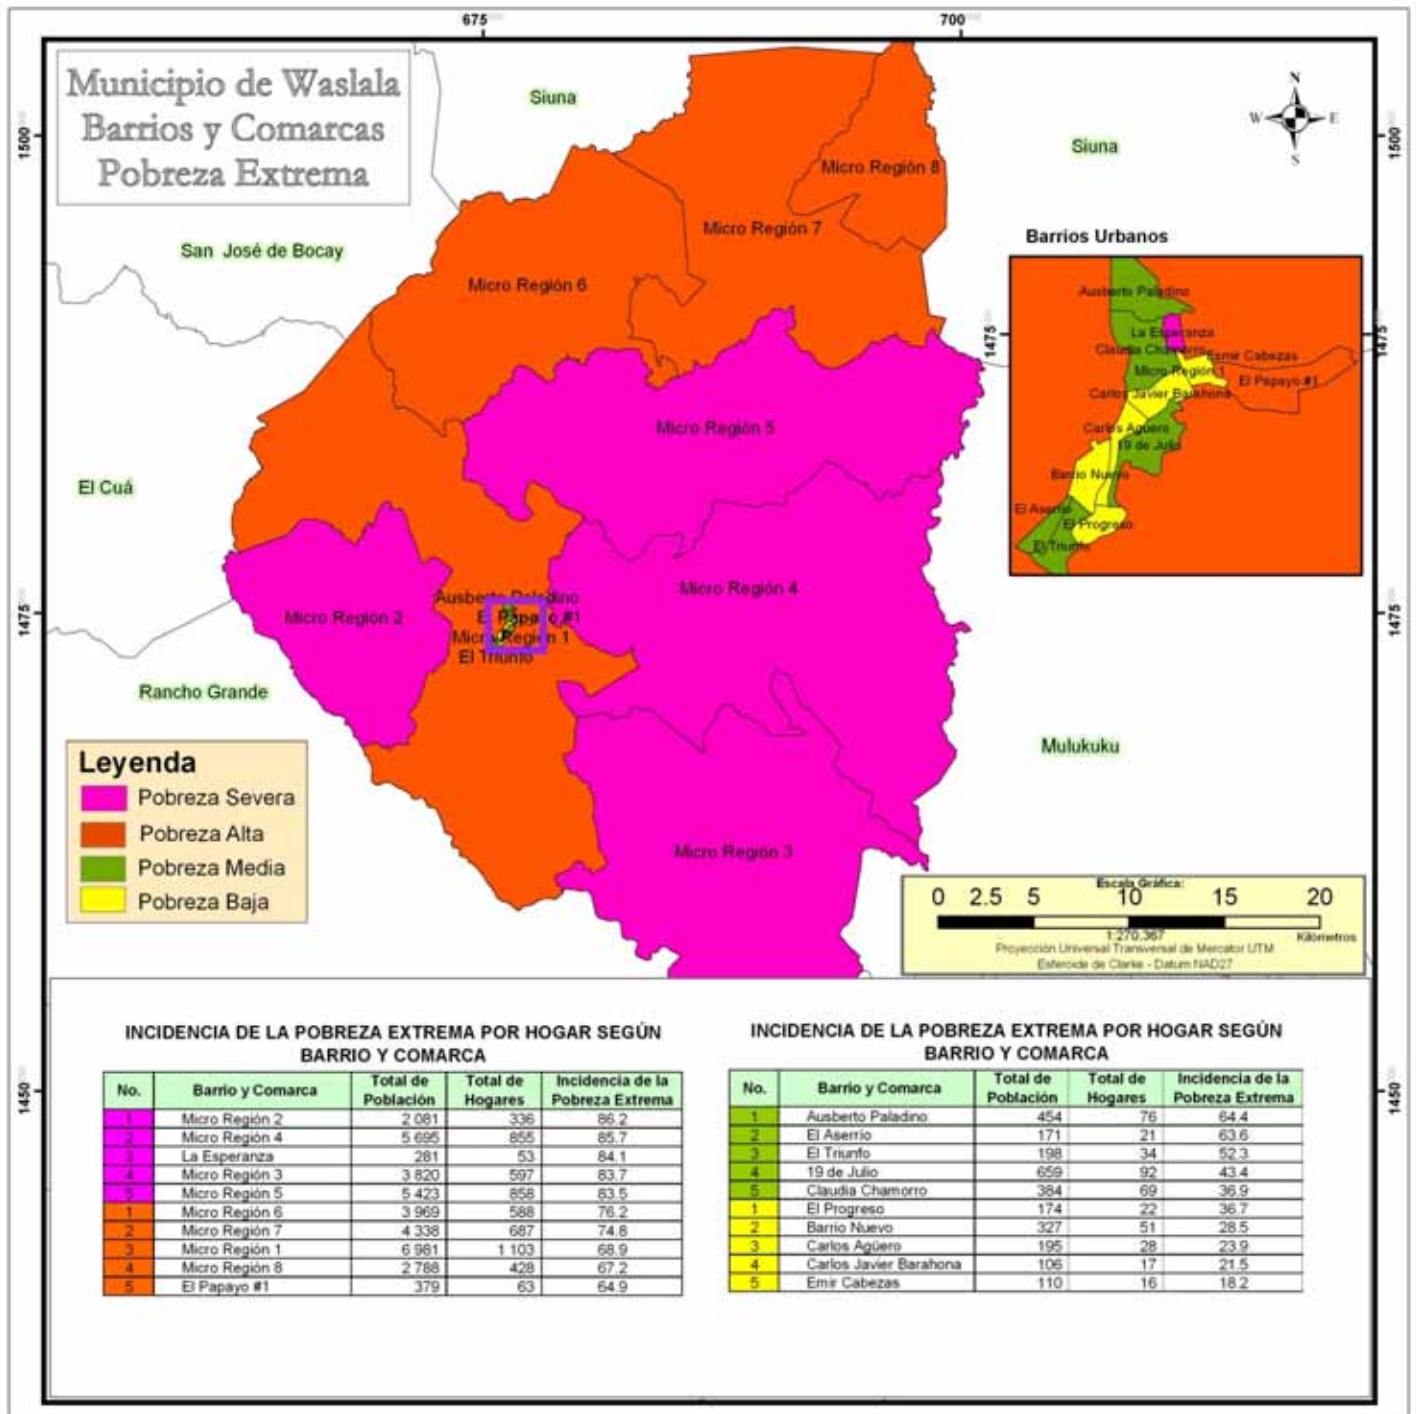 675
700
1500
1500
Municipio de Waslala
Barrios y Comarcas
Pobreza Extrema
Siuna
Siuna
N
W
E
S
San José de Bocay
Micro Región 8
Micro Región 7
Micro Región 6
Barrios Urbanos
Ausberto Paladino
La Esperanza
Claudia Chamorro
Esmir Cabezas
Micro Región 1
El Papayo #1
Carlos Javier Barahona
Carlos Agüero
19 de Julio
Barrio Nuevo
El Aserrio
El Progreso
El Triunfo
1475
1475
Micro Región 5
El Cuá
Micro Región 4
Micro Región 2
Ausberto Paladino
El Papayo #1
Micro Región 1
El Triunfo
1475
1475
Rancho Grande
Mulukuku
Leyenda
Pobreza Severa
Pobreza Alta
Pobreza Media
Pobreza Baja
Micro Región 3
Escala Gráfica:
0 2.5 5 10 15 20
1:270,367
Kilómetros
Proyección Universal Transversal de Mercator UTM
Esferoide de Clarke - Datum NAD27
1450
1450
INCIDENCIA DE LA POBREZA EXTREMA POR HOGAR SEGÚN
BARRIO Y COMARCA
No. Barrio y Comarca Total de Población Total de Hogares Incidencia de la Pobreza Extrema
1 Micro Región 2 2 081 336 86.2
2 Micro Región 4 5 695 855 85.7
3 La Esperanza 281 53 84.1
4 Micro Región 3 3 820 597 83.7
5 Micro Región 5 5 423 858 83.5
1 Micro Región 6 3 969 588 76.2
2 Micro Región 7 4 338 687 74.8
3 Micro Región 1 6 981 1 103 68.9
4 Micro Región 8 2 788 428 67.2
5 El Papayo #1 379 63 64.9
INCIDENCIA DE LA POBREZA EXTREMA POR HOGAR SEGÚN
BARRIO Y COMARCA
No. Barrio y Comarca Total de Población Total de Hogares Incidencia de la Pobreza Extrema
1 Ausberto Paladino 454 76 64.4
2 El Aserrio 171 21 63.6
3 El Triunfo 198 34 52.3
4 19 de Julio 659 92 43.4
5 Claudia Chamorro 384 69 36.9
1 El Progreso 174 22 36.7
2 Barrio Nuevo 327 51 28.5
3 Carlos Agüero 195 28 23.9
4 Carlos Javier Barahona 106 17 21.5
5 Emir Cabezas 110 16 18.2